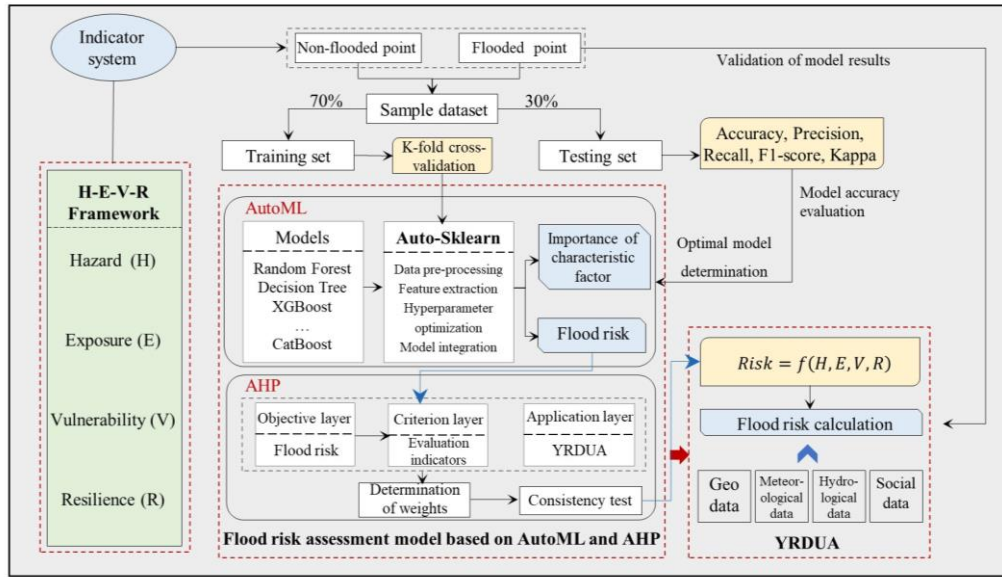 Indicator
system
Non-flooded point
Flooded point
Validation of model results
70%
Sample dataset
30%
Training set
K-fold cross-
validation
Testing set
Accuracy, Precision,
Recall, F1-score, Kappa
Model accuracy
evaluation
Optimal model
determination
H-E-V-R
Framework
Hazard (H)
Exposure (E)
Vulnerability (V)
Resilience (R)
AutoML
Models
Random Forest
Decision Tree
XGBoost
...
CatBoost
Auto-Sklearn
Data pre-processing
Feature extraction
Hyperparameter
optimization
Model integration
Importance of
characteristic
factor
Flood risk
AHP
Objective layer
Flood risk
Criterion layer
Evaluation
indicators
Application layer
YRDUA
Determination
of weights
Consistency test
Flood risk assessment model based on AutoML and AHP
Risk = f(H, E, V, R)
Flood risk calculation
Geo
data
Meteor-
ological
data
Hydro-
logical
data
Social
data
YRDUA